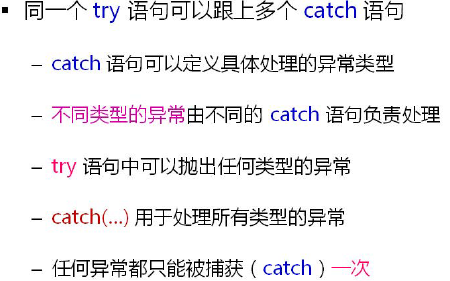 ▪ 同一个 try 语句可以跟上多个 catch 语句
– catch 语句可以定义具体处理的异常类型
– 不同类型的异常由不同的 catch 语句负责处理
– try 语句中可以抛出任何类型的异常
– catch(...) 用于处理所有类型的异常
– 任何异常都只能被捕获（catch）一次